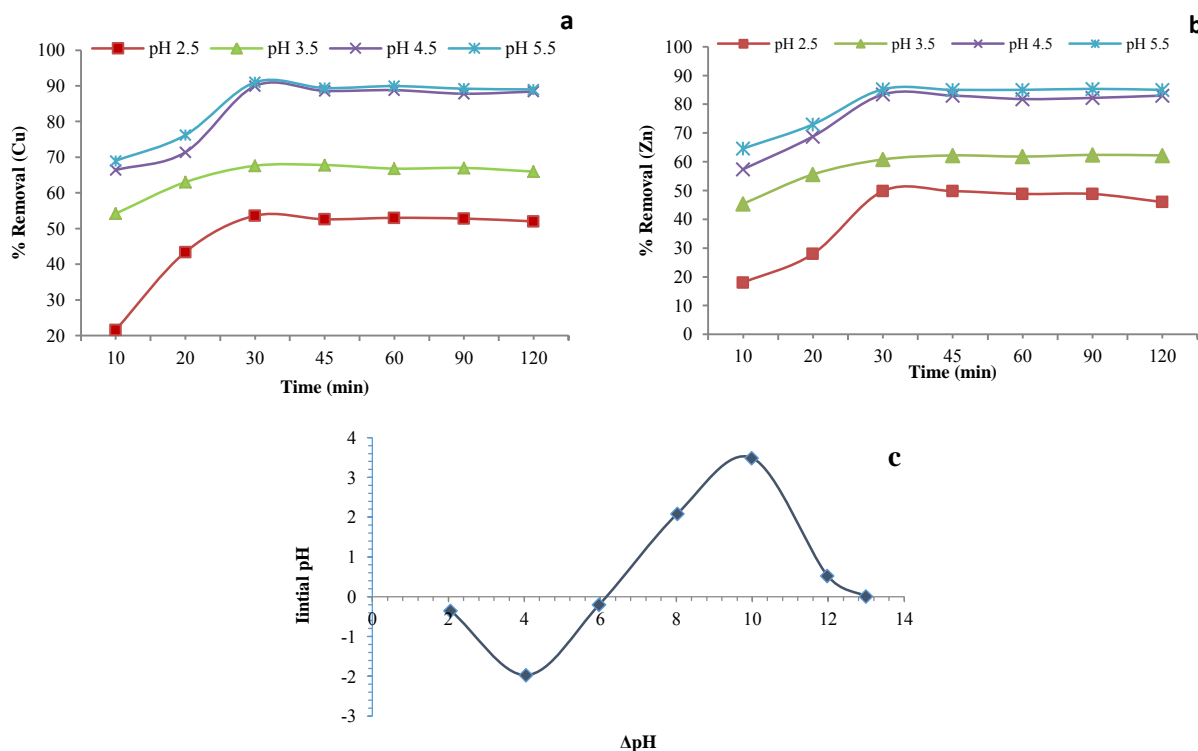 a
pH 2.5 pH 3.5 pH 4.5 pH 5.5
% Removal (Cu)
100
90
80
70
60
50
40
30
20
10 20 30 45 60 90 120
Time (min)
b
pH 2.5 pH 3.5 pH 4.5 pH 5.5
% Removal (Zn)
100
90
80
70
60
50
40
30
20
10
0
10 20 30 45 60 90 120
Time (min)
c
Iintial pH
4
3
2
1
0
-1
-2
-3
0 2 4 6 8 10 12 14
ΔpH